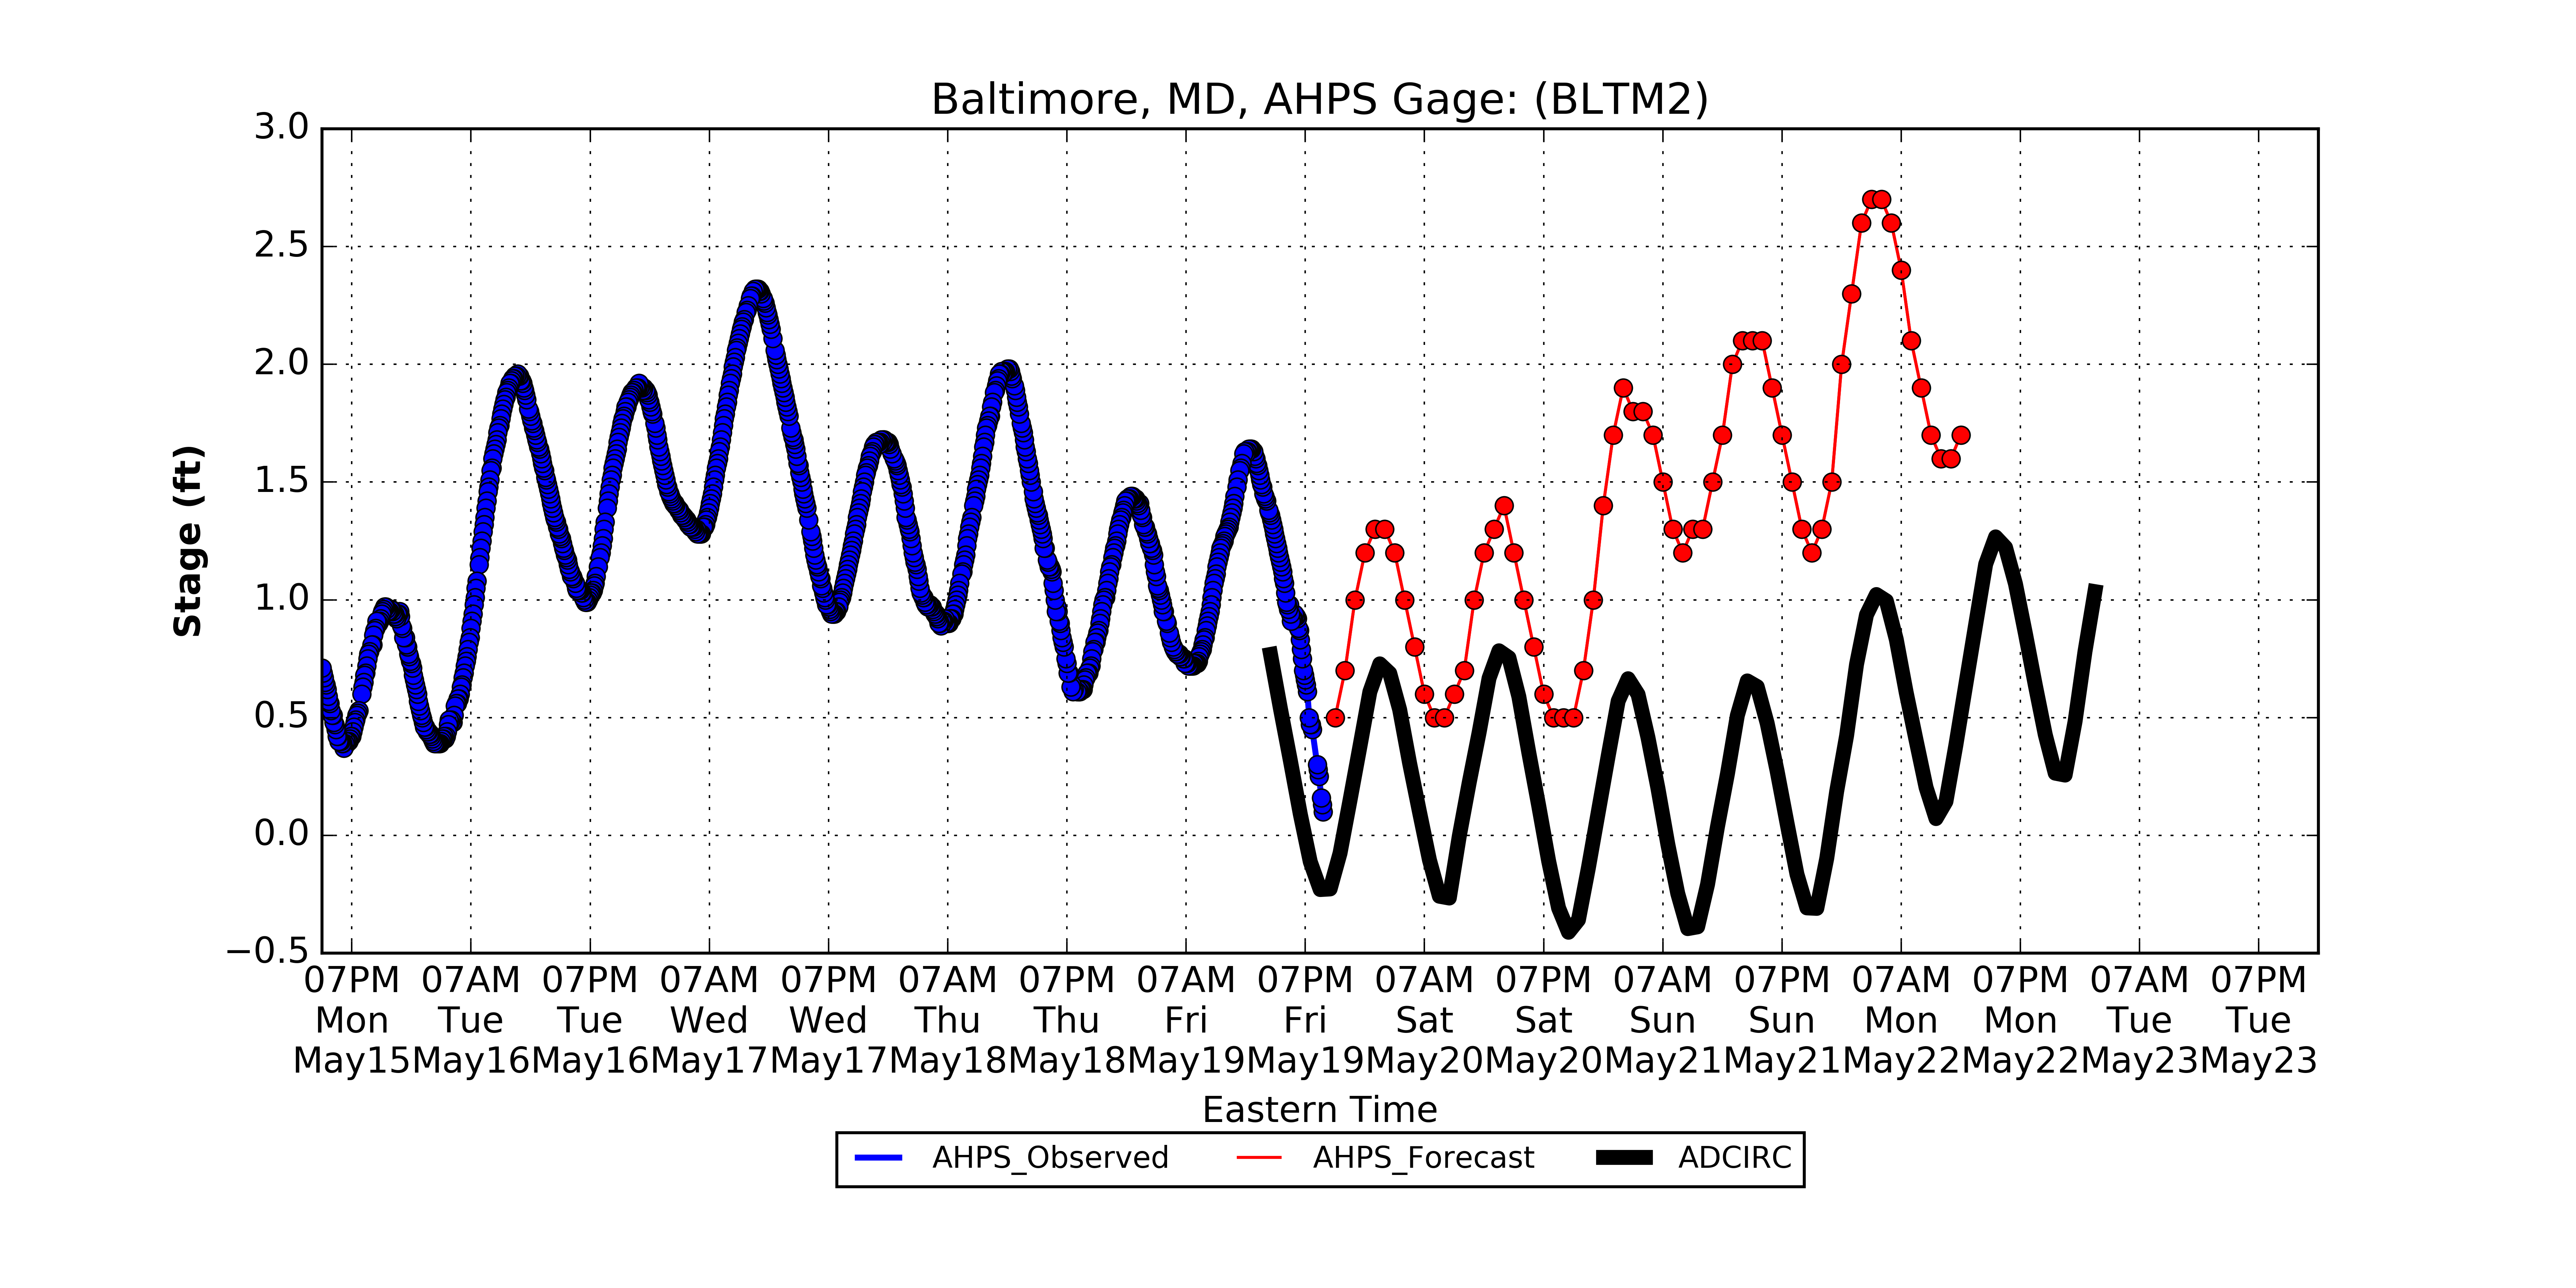 Baltimore, MD, AHPS Gage: (BLTM2)
3.0
2.5
2.0
1.5
1.0
0.5
0.0
−0.5
Stage (ft)
07PM 07AM 07PM 07AM 07PM 07AM 07PM 07AM 07PM 07AM 07PM 07AM 07PM 07AM 07PM 07AM 07PM
Mon Tue Tue Wed Wed Thu Thu Fri Fri Sat Sat Sun Sun Mon Mon Tue Tue
May15 May16 May16 May17 May17 May18 May18 May19 May19 May20 May20 May21 May21 May22 May22 May23 May23
Eastern Time
AHPS_Observed AHPS_Forecast ADCIRC